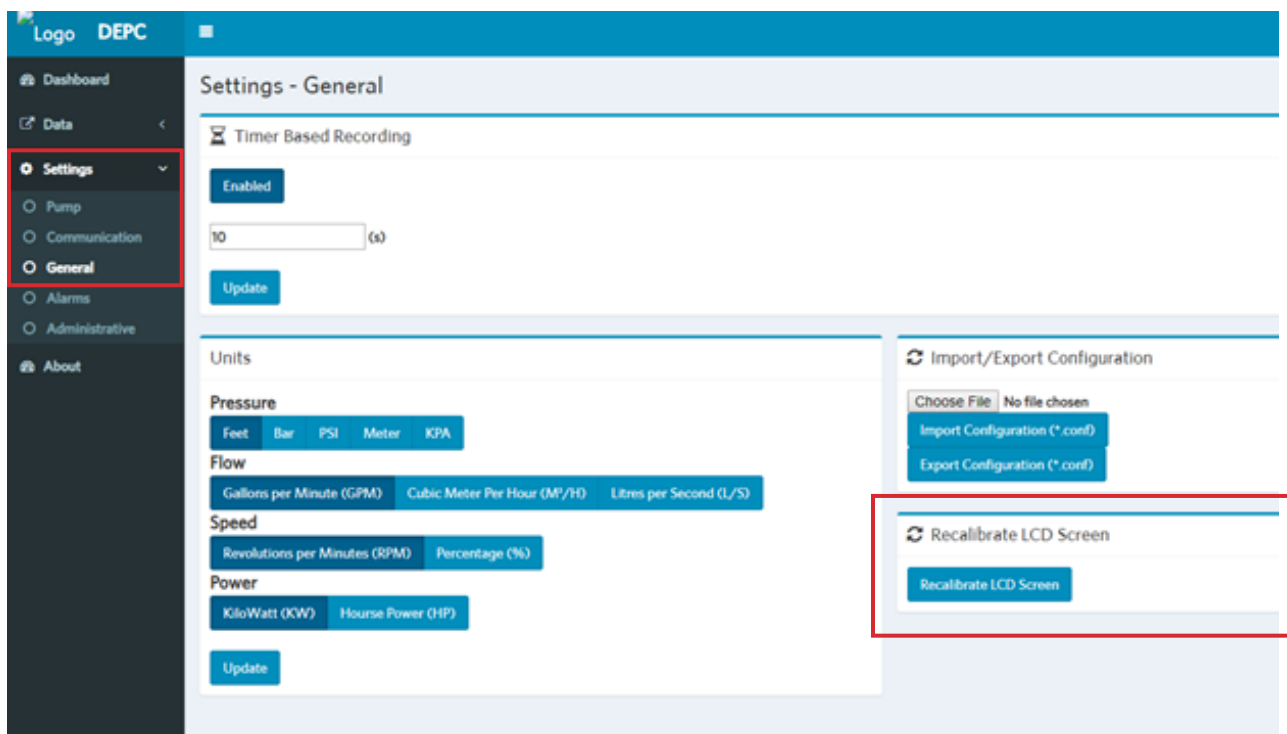 Logo DEPC
Dashboard
Data
Settings
Pump
Communication
General
Alarms
Administrative
About
Settings - General
Timer Based Recording
Enabled
10 (s)
Update
Units
Pressure
Feet Bar PSI Meter KPA
Flow
Gallons per Minute (GPM) Cubic Meter Per Hour (M³/H) Litres per Second (L/S)
Speed
Revolutions per Minutes (RPM) Percentage (%)
Power
KiloWatt (KW) Hourse Power (HP)
Update
Import/Export Configuration
Choose File No file chosen
Import Configuration (*.conf)
Export Configuration (*.conf)
Recalibrate LCD Screen
Recalibrate LCD Screen